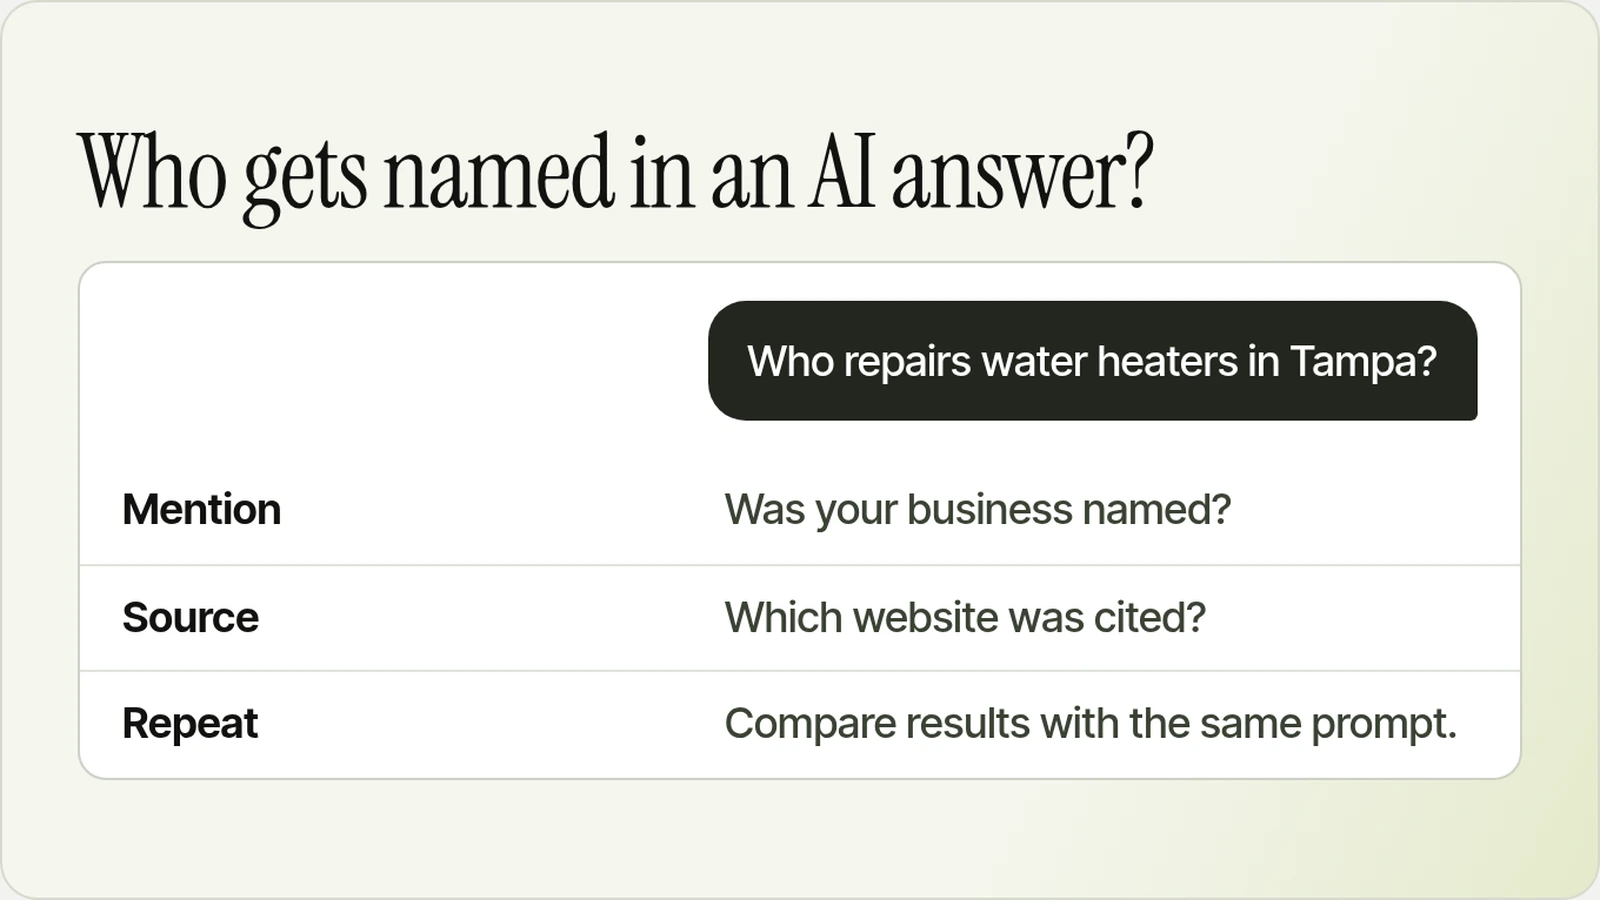 Who gets named in an AI answer?
Who repairs water heaters in Tampa?
Mention
Was your business named?
Source
Which website was cited?
Repeat
Compare results with the same prompt.